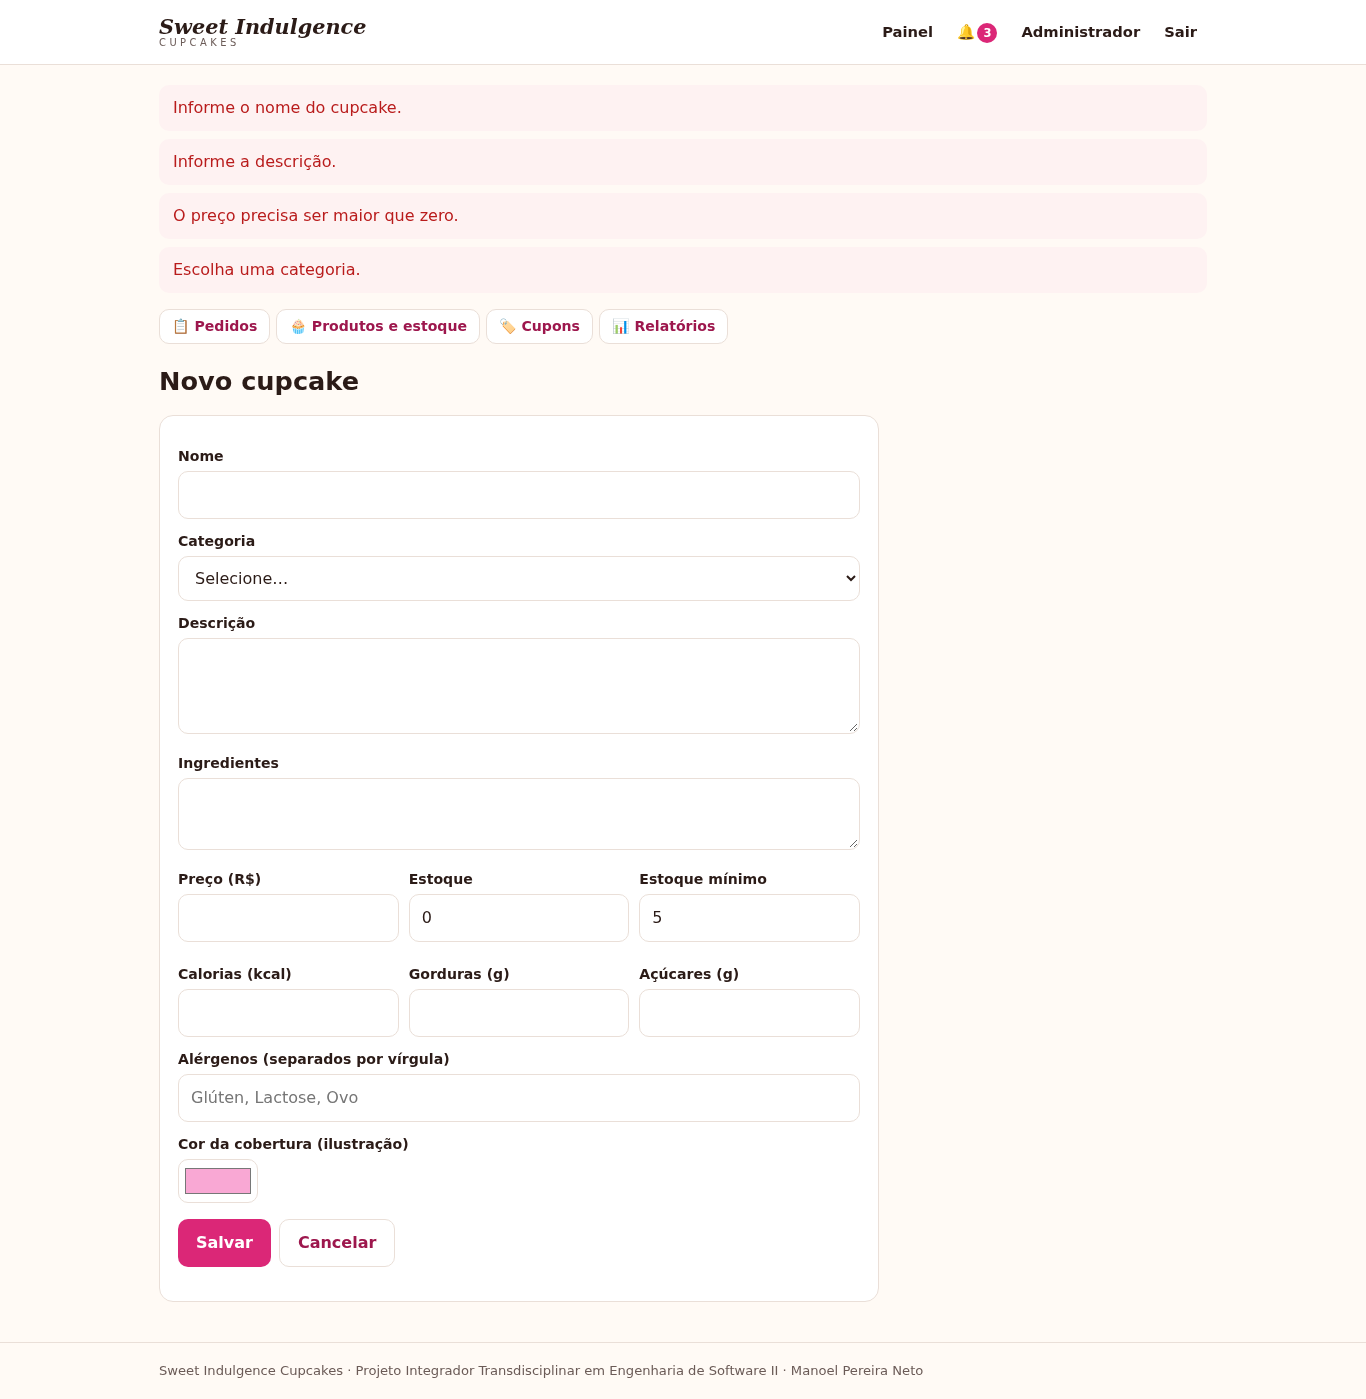 Sweet Indulgence
CUPCAKES
Painel 🔔 3 Administrador Sair
Informe o nome do cupcake.
Informe a descrição.
O preço precisa ser maior que zero.
Escolha uma categoria.
📋 Pedidos 🧁 Produtos e estoque 🏷️ Cupons 📊 Relatórios
Novo cupcake
Nome
Categoria
Selecione...
Descrição
Ingredientes
Preço (R$) Estoque Estoque mínimo
0 5
Calorias (kcal) Gorduras (g) Açúcares (g)
Alérgenos (separados por vírgula)
Glúten, Lactose, Ovo
Cor da cobertura (ilustração)
Salvar Cancelar
Sweet Indulgence Cupcakes · Projeto Integrador Transdisciplinar em Engenharia de Software II · Manoel Pereira Neto